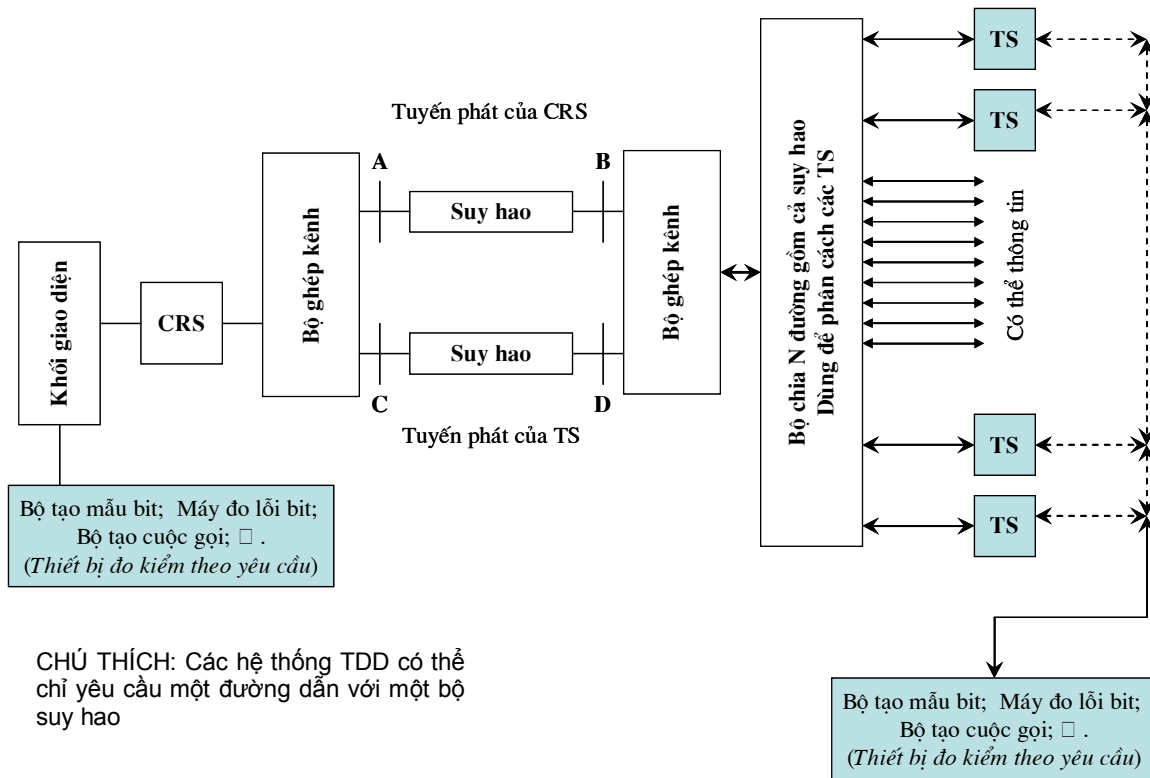 Tuyến phát của CRS
A
B
Suy hao
Bộ ghép kênh
Bộ ghép kênh
Khối giao diện
CRS
Suy hao
C
D
Tuyến phát của TS
Bộ chia N đường gồm cả suy hao
Dùng để phân cách các TS
TS
TS
Có thể thông tin
TS
TS
Bộ tạo mẫu bit; Máy đo lỗi bit;
Bộ tạo cuộc gọi; □ .
(Thiết bị đo kiểm theo yêu cầu)
CHÚ THÍCH: Các hệ thống TDD có thể
chỉ yêu cầu một đường dẫn với một bộ
suy hao
Bộ tạo mẫu bit; Máy đo lỗi bit;
Bộ tạo cuộc gọi; □ .
(Thiết bị đo kiểm theo yêu cầu)